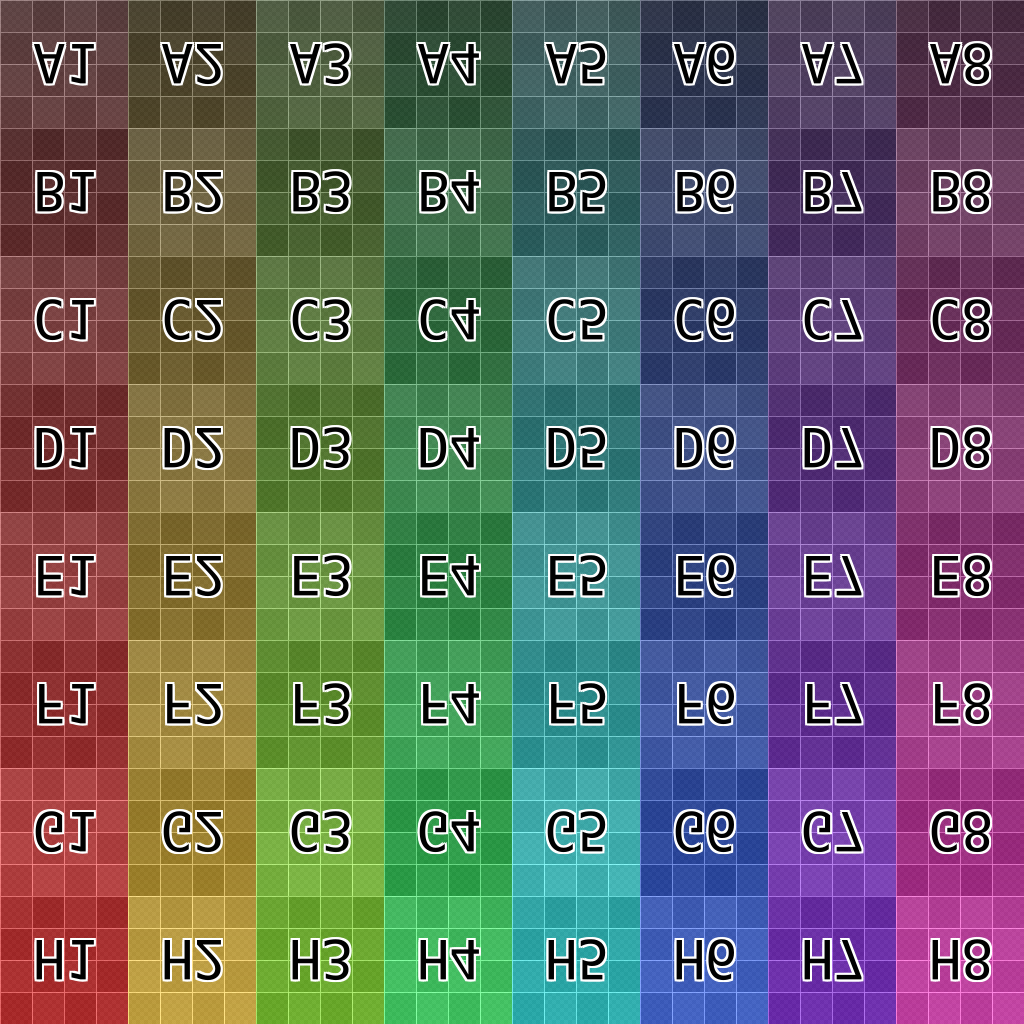 A1 A2 A3 A4 A5 A6 A7 A8
B1 B2 B3 B4 B5 B6 B7 B8
C1 C2 C3 C4 C5 C6 C7 C8
D1 D2 D3 D4 D5 D6 D7 D8
E1 E2 E3 E4 E5 E6 E7 E8
F1 F2 F3 F4 F5 F6 F7 F8
G1 G2 G3 G4 G5 G6 G7 G8
H1 H2 H3 H4 H5 H6 H7 H8